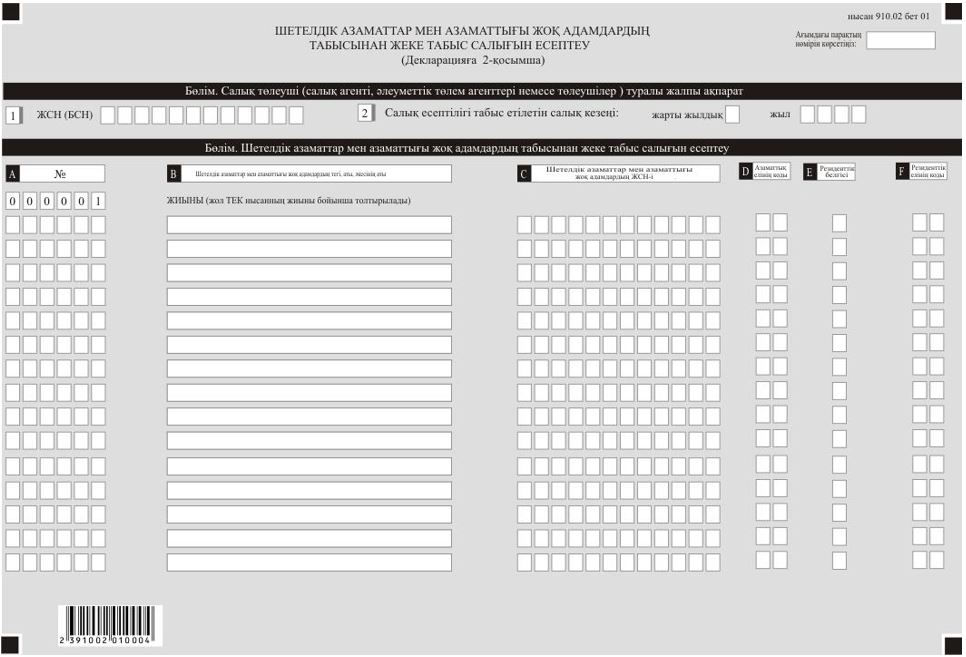 нысан 910.02 бет 01
ШЕТЕЛДІК АЗАМАТТАР МЕН АЗАМАТТЫҒЫ ЖОҚ АДАМДАРДЫҢ
ТАБЫСЫНАН ЖЕКЕ ТАБЫС САЛЫҒЫН ЕСЕПТЕУ
(Декларацияға 2-қосымша)
Ағымдағы парақтың
нөмірін көрсетіңіз:
Бөлім. Салық төлеуші (салық агенті, әлеуметтік төлем агенттері немесе төлеушілер ) туралы жалпы ақпарат
1 ЖСН (БСН) 2 Салық есептілігі табыс етілетін салық кезеңі: жарты жылдық жыл
Бөлім. Шетелдік азаматтар мен азаматтығы жоқ адамдардың табысынан жеке табыс салығын есептеу
A №
B Шетелдік азаматтар мен азаматтығы жоқ адамдардың тегі, аты, әкесінің аты
C Шетелдік азаматтар мен азаматтығы
жоқ адамдардың ЖСН-і
D Азаматтық
елінің коды
E Резиденттік
белгісі
F Резиденттік
елінің коды
0 0 0 0 0 1 ЖИЫНЫ (жол ТЕК нысанның жиыны бойынша толтырылады)
2 391002 010004